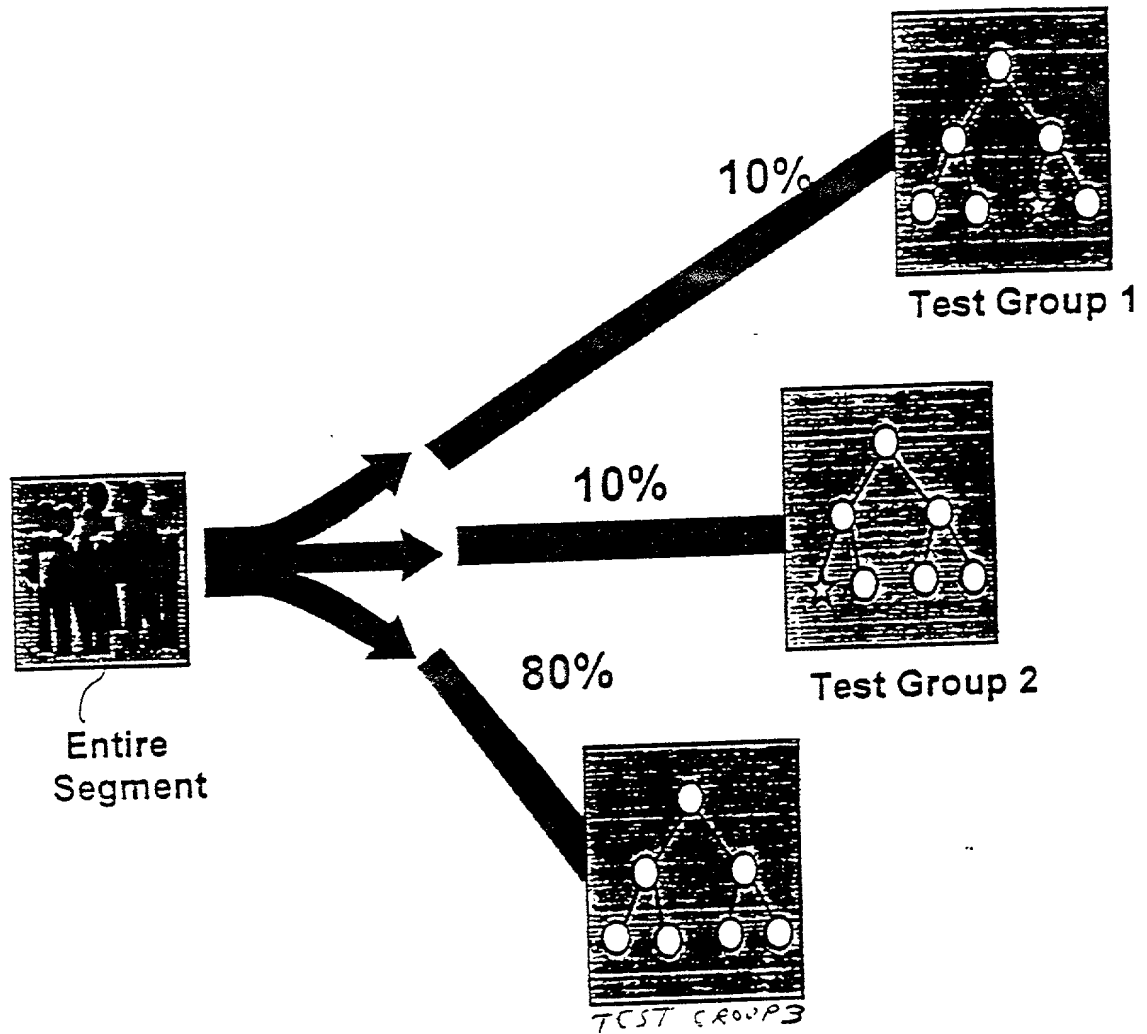 10%
Test Group 1
10%
Test Group 2
80%
Entire
Segment
TEST GROUP3